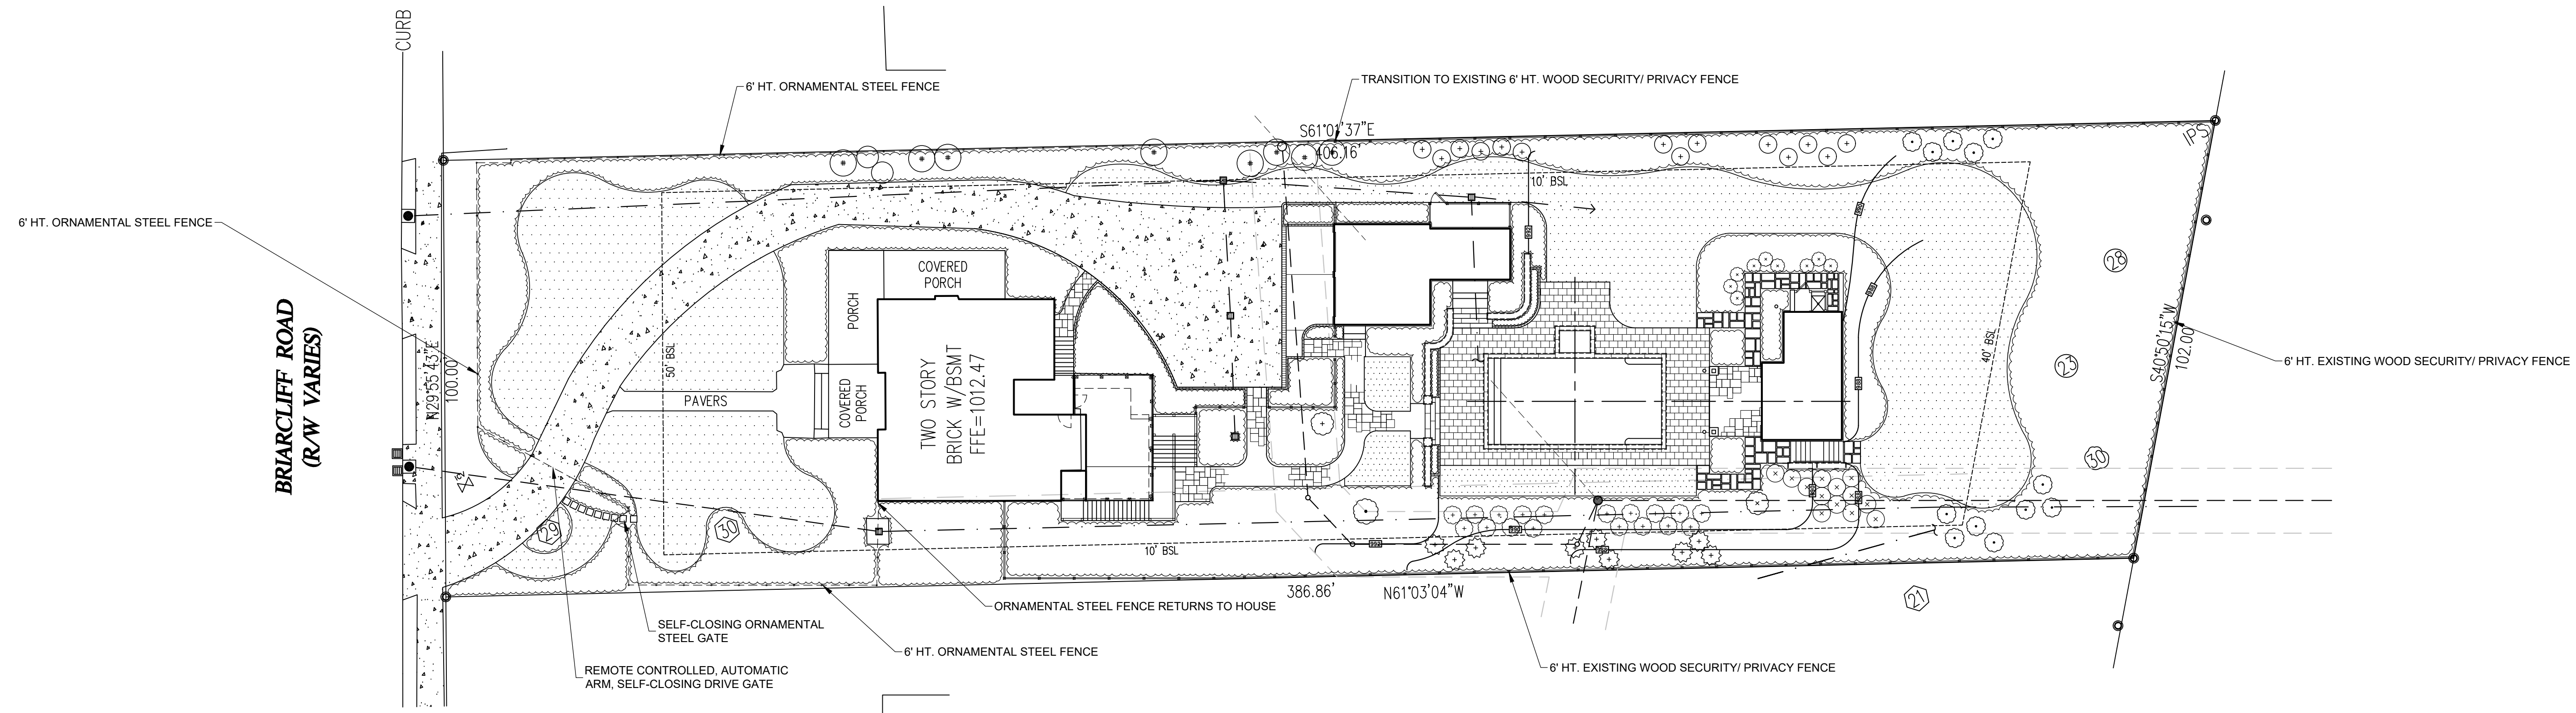 CURB
6' HT. ORNAMENTAL STEEL FENCE
TRANSITION TO EXISTING 6' HT. WOOD SECURITY/ PRIVACY FENCE
S61°01'37"E
406.16'
IPS
10' BSL
6' HT. ORNAMENTAL STEEL FENCE
28
COVERED
PORCH
PORCH
BRIARCLIFF ROAD
(R/W VARIES)
N29°55'43"E
100.00
50' BSL
PAVERS
COVERED
PORCH
TWO STORY
BRICK W/BSMT
FFE=1012.47
40' BSL
23
S40°50'15"W
102.00
6' HT. EXISTING WOOD SECURITY/ PRIVACY FENCE
30
29
30
10' BSL
386.86'
N61°03'04"W
21
ORNAMENTAL STEEL FENCE RETURNS TO HOUSE
SELF-CLOSING ORNAMENTAL
STEEL GATE
6' HT. ORNAMENTAL STEEL FENCE
6' HT. EXISTING WOOD SECURITY/ PRIVACY FENCE
REMOTE CONTROLLED, AUTOMATIC
ARM, SELF-CLOSING DRIVE GATE